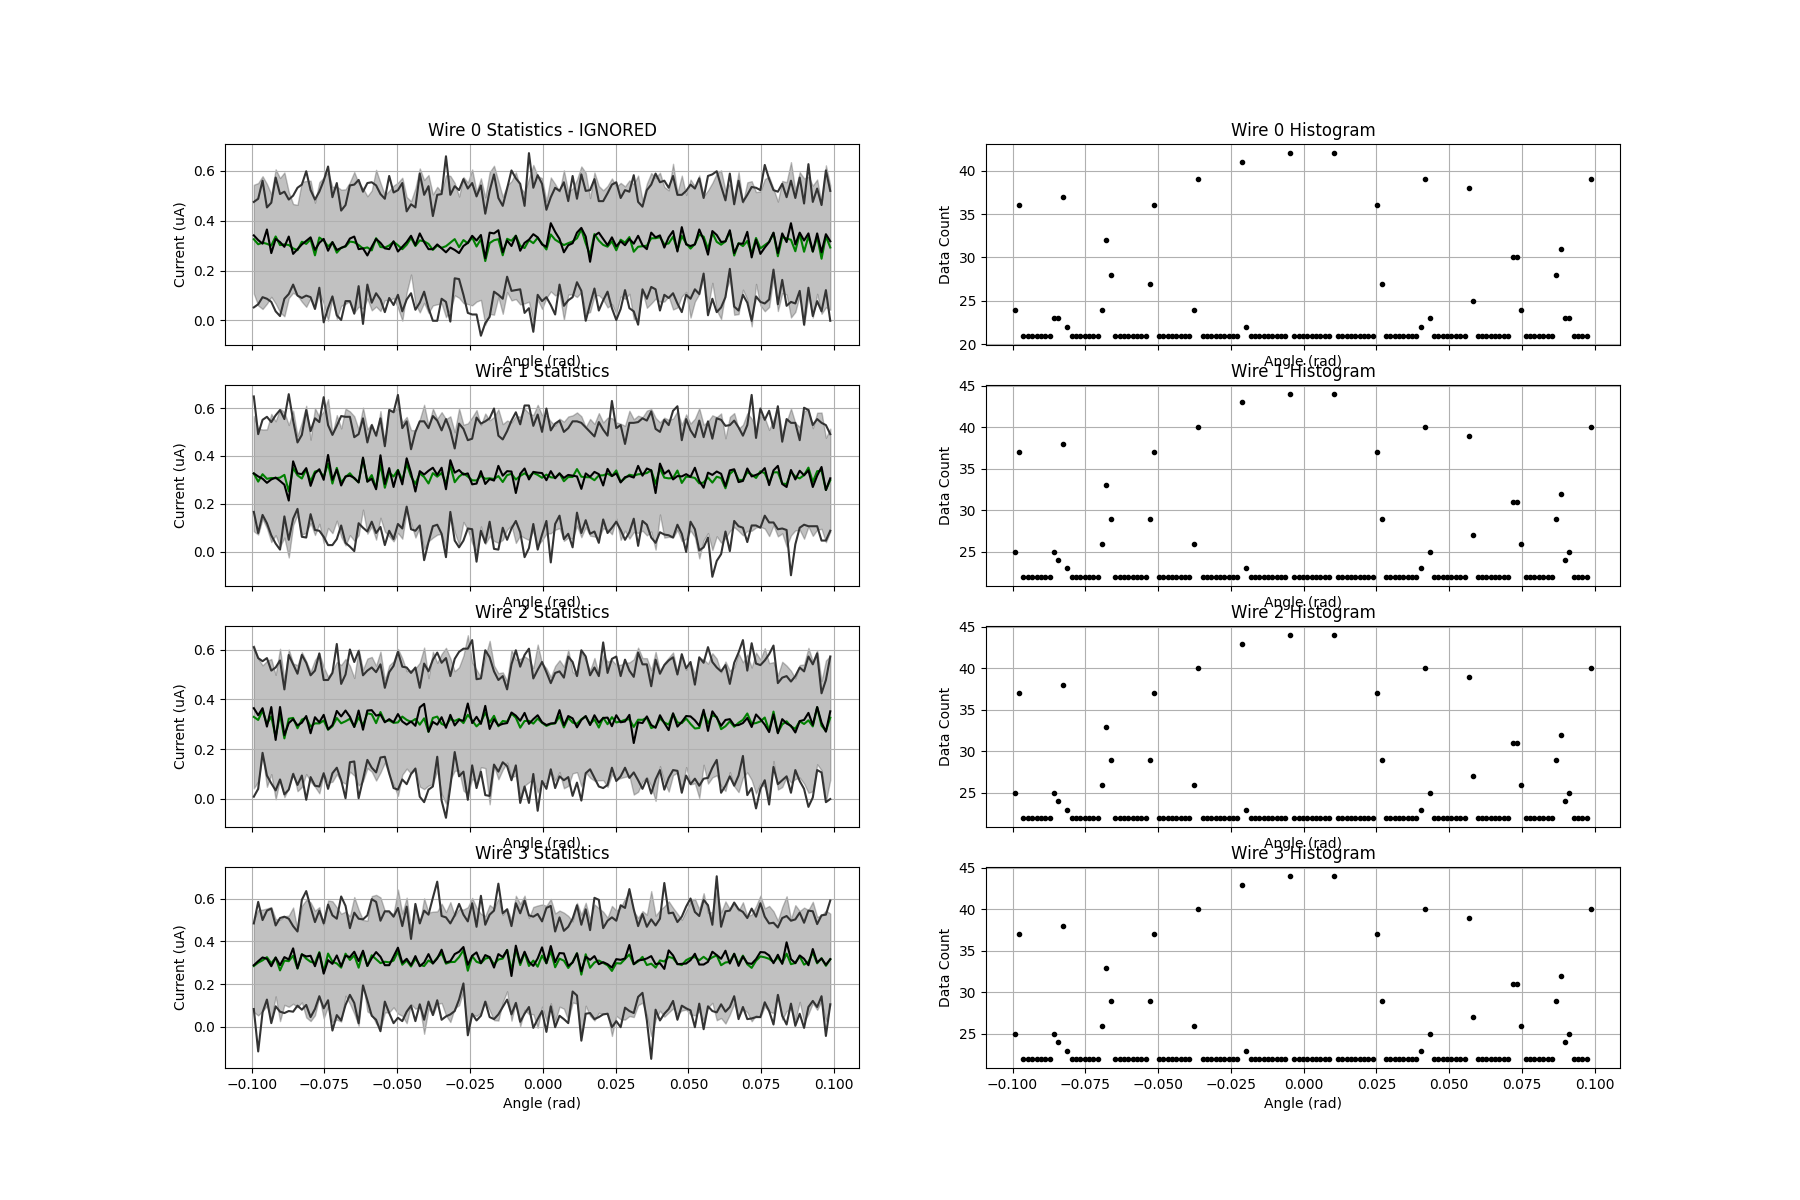 Wire 0 Statistics - IGNORED
Current (uA)
0.6
0.4
0.2
0.0
Angle (rad)
Wire 0 Histogram
Data Count
40
35
30
25
20
Angle (rad)
Wire 1 Statistics
Current (uA)
0.6
0.4
0.2
0.0
Angle (rad)
Wire 1 Histogram
Data Count
45
40
35
30
25
Angle (rad)
Wire 2 Statistics
Current (uA)
0.6
0.4
0.2
0.0
Angle (rad)
Wire 2 Histogram
Data Count
45
40
35
30
25
Angle (rad)
Wire 3 Statistics
Current (uA)
0.6
0.4
0.2
0.0
−0.100 −0.075 −0.050 −0.025 0.000 0.025 0.050 0.075 0.100
Angle (rad)
Wire 3 Histogram
Data Count
45
40
35
30
25
−0.100 −0.075 −0.050 −0.025 0.000 0.025 0.050 0.075 0.100
Angle (rad)